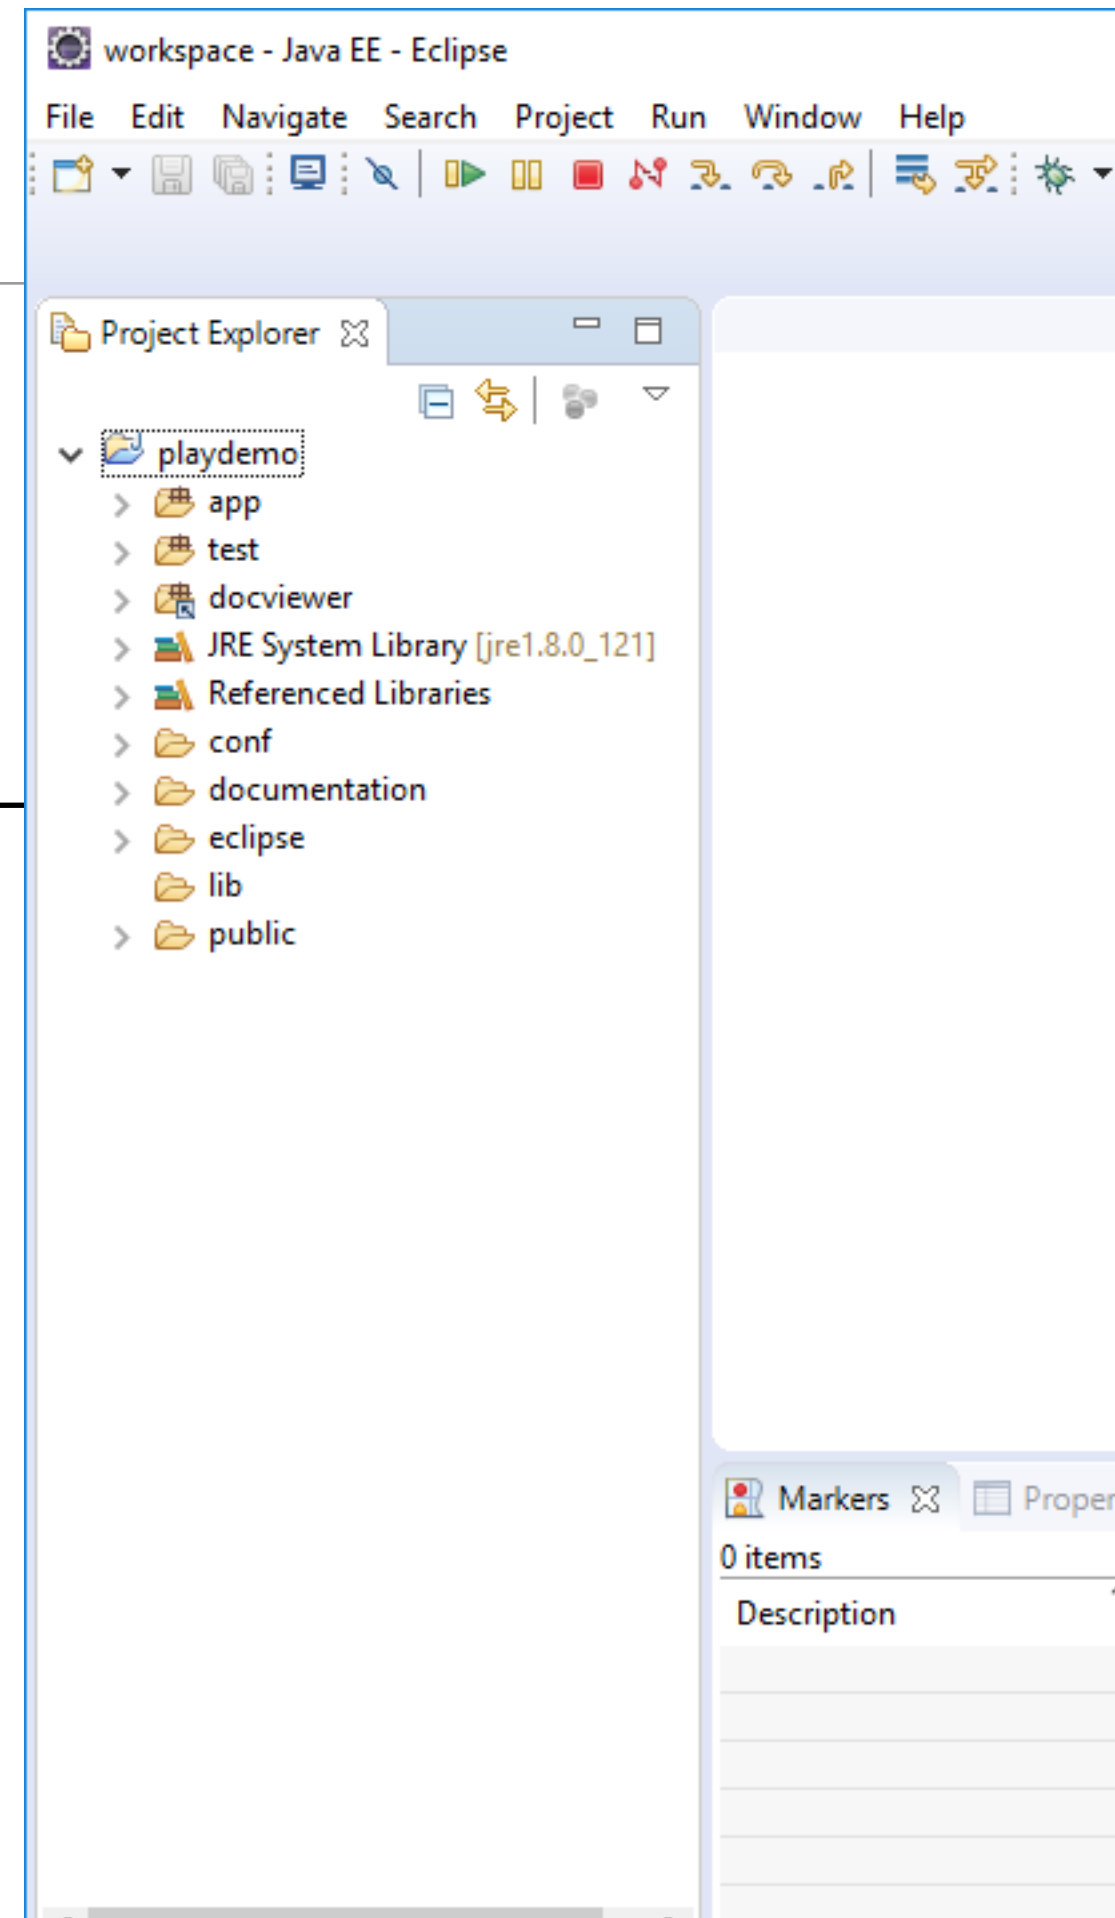 workspace - Java EE - Eclipse
File Edit Navigate Search Project Run Window Help
Project Explorer
playdemo
app
test
docviewer
JRE System Library [jre1.8.0_121]
Referenced Libraries
conf
documentation
eclipse
lib
public
Markers Proper
0 items
Description